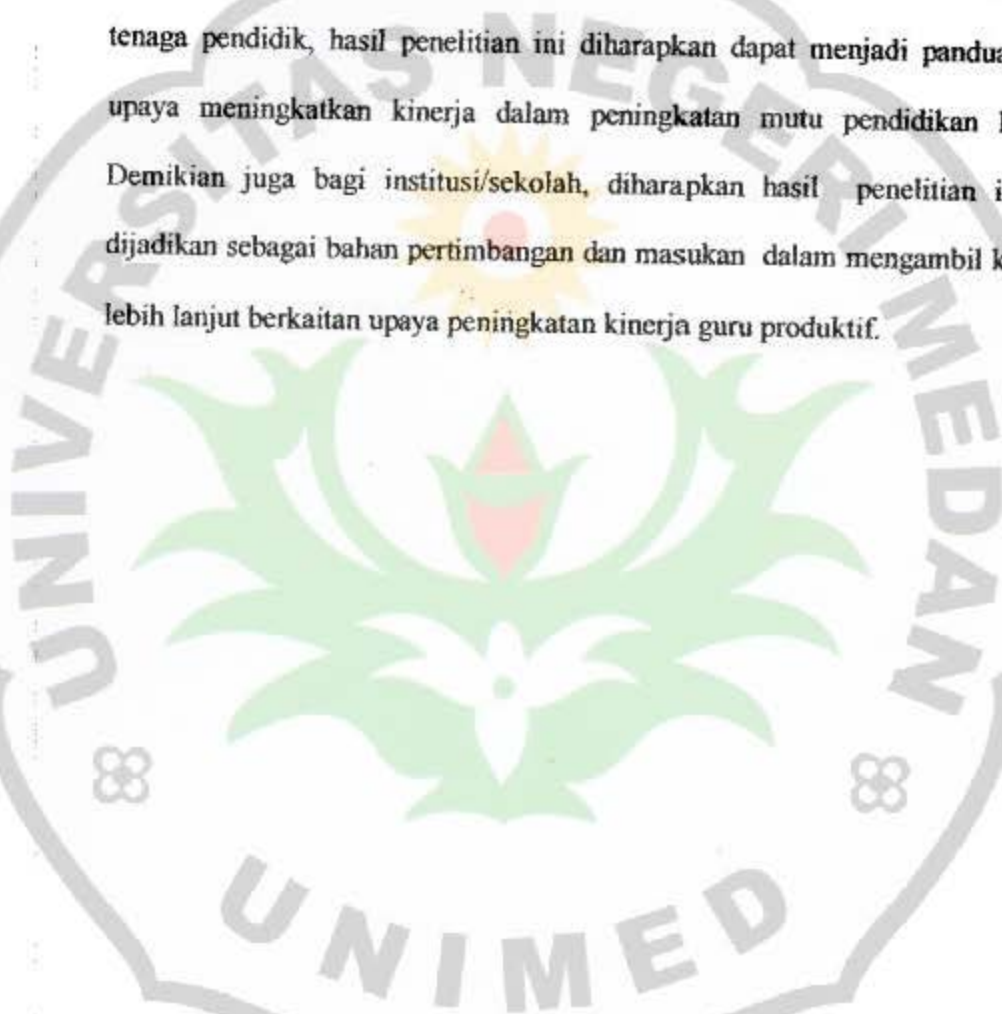 tenaga pendidik, hasil penelitian ini diharapkan dapat menjadi pandua
upaya meningkatkan kinerja dalam peningkatan mutu pendidikan
Demikian juga bagi institusi/sekolah, diharapkan hasil penelitian i
dijadikan sebagai bahan pertimbangan dan masukan dalam mengambil k
lebih lanjut berkaitan upaya peningkatan kinerja guru produktif.
UNIVERSITAS NEGERI MEDAN
UNIMED